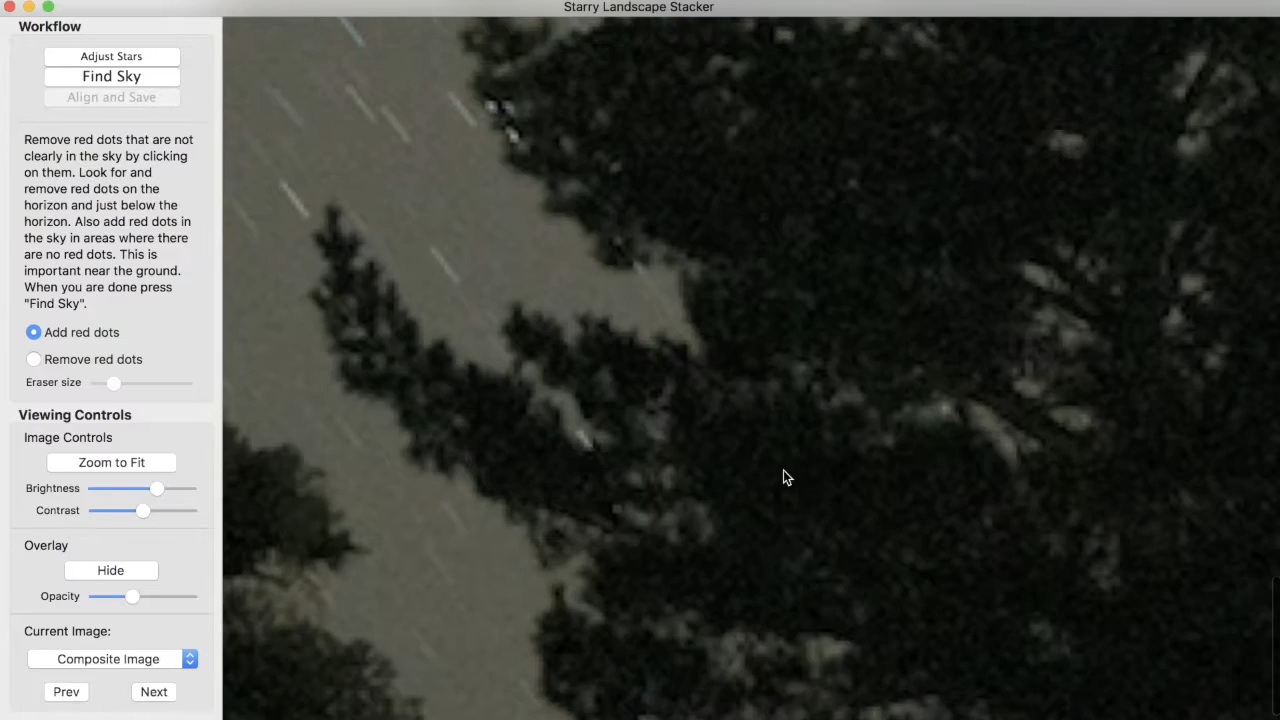 Starry Landscape Stacker
Workflow
Adjust Stars
Find Sky
Align and Save
Remove red dots that are not
clearly in the sky by clicking
on them. Look for and
remove red dots on the
horizon and just below the
horizon. Also add red dots in
the sky in areas where there
are no red dots. This is
important near the ground.
When you are done press
"Find Sky".
Add red dots
Remove red dots
Eraser size
Viewing Controls
Image Controls
Zoom to Fit
Brightness
Contrast
Overlay
Hide
Opacity
Current Image:
Composite Image
Prev Next